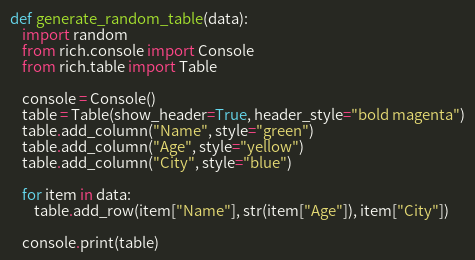 def generate_random_table(data):
    import random
    from rich.console import Console
    from rich.table import Table

    console = Console()
    table = Table(show_header=True, header_style="bold magenta")
    table.add_column("Name", style="green")
    table.add_column("Age", style="yellow")
    table.add_column("City", style="blue")

    for item in data:
        table.add_row(item["Name"], str(item["Age"]), item["City"])

    console.print(table)